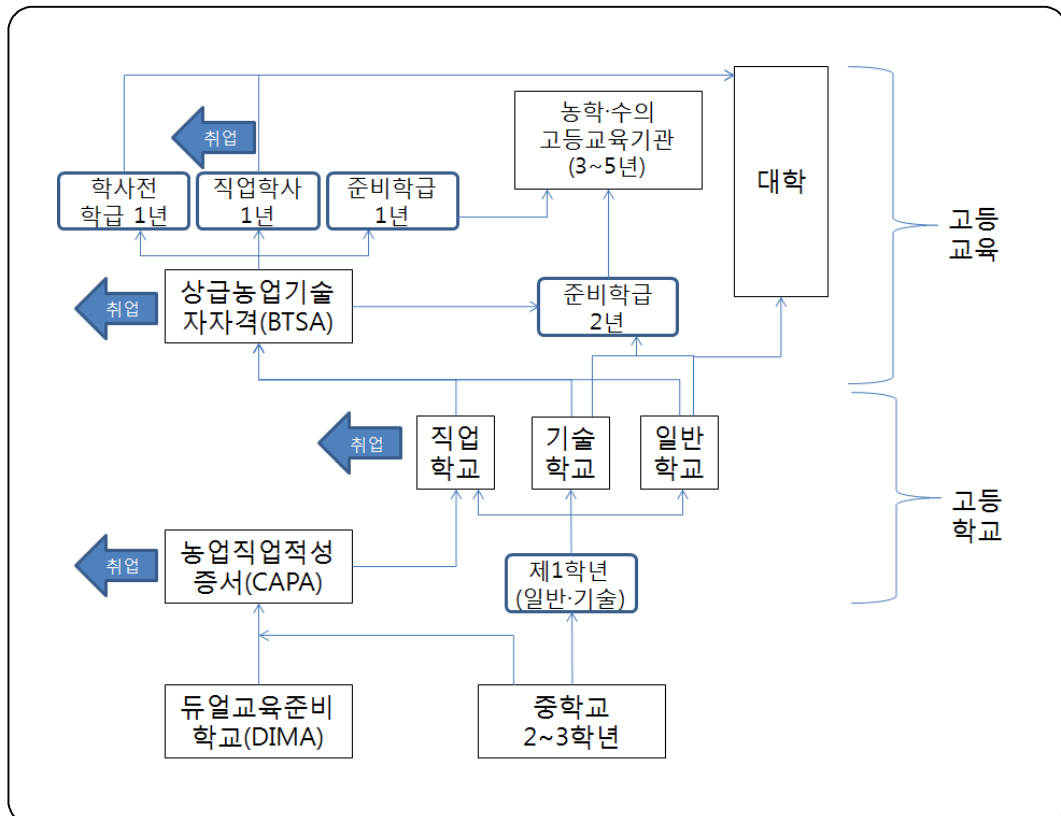 농학·수의
고등교육기관
(3~5년)
대학
취업
학사전
학급 1년
직업학사
1년
준비학급
1년
고등
교육
취업
상급농업기술
자자격(BTSA)
준비학급
2년
취업
직업
학교
기술
학교
일반
학교
고등
학교
취업
농업직업적성
증서(CAPA)
제1학년
(일반·기술)
듀얼교육준비
학교(DIMA)
중학교
2~3학년